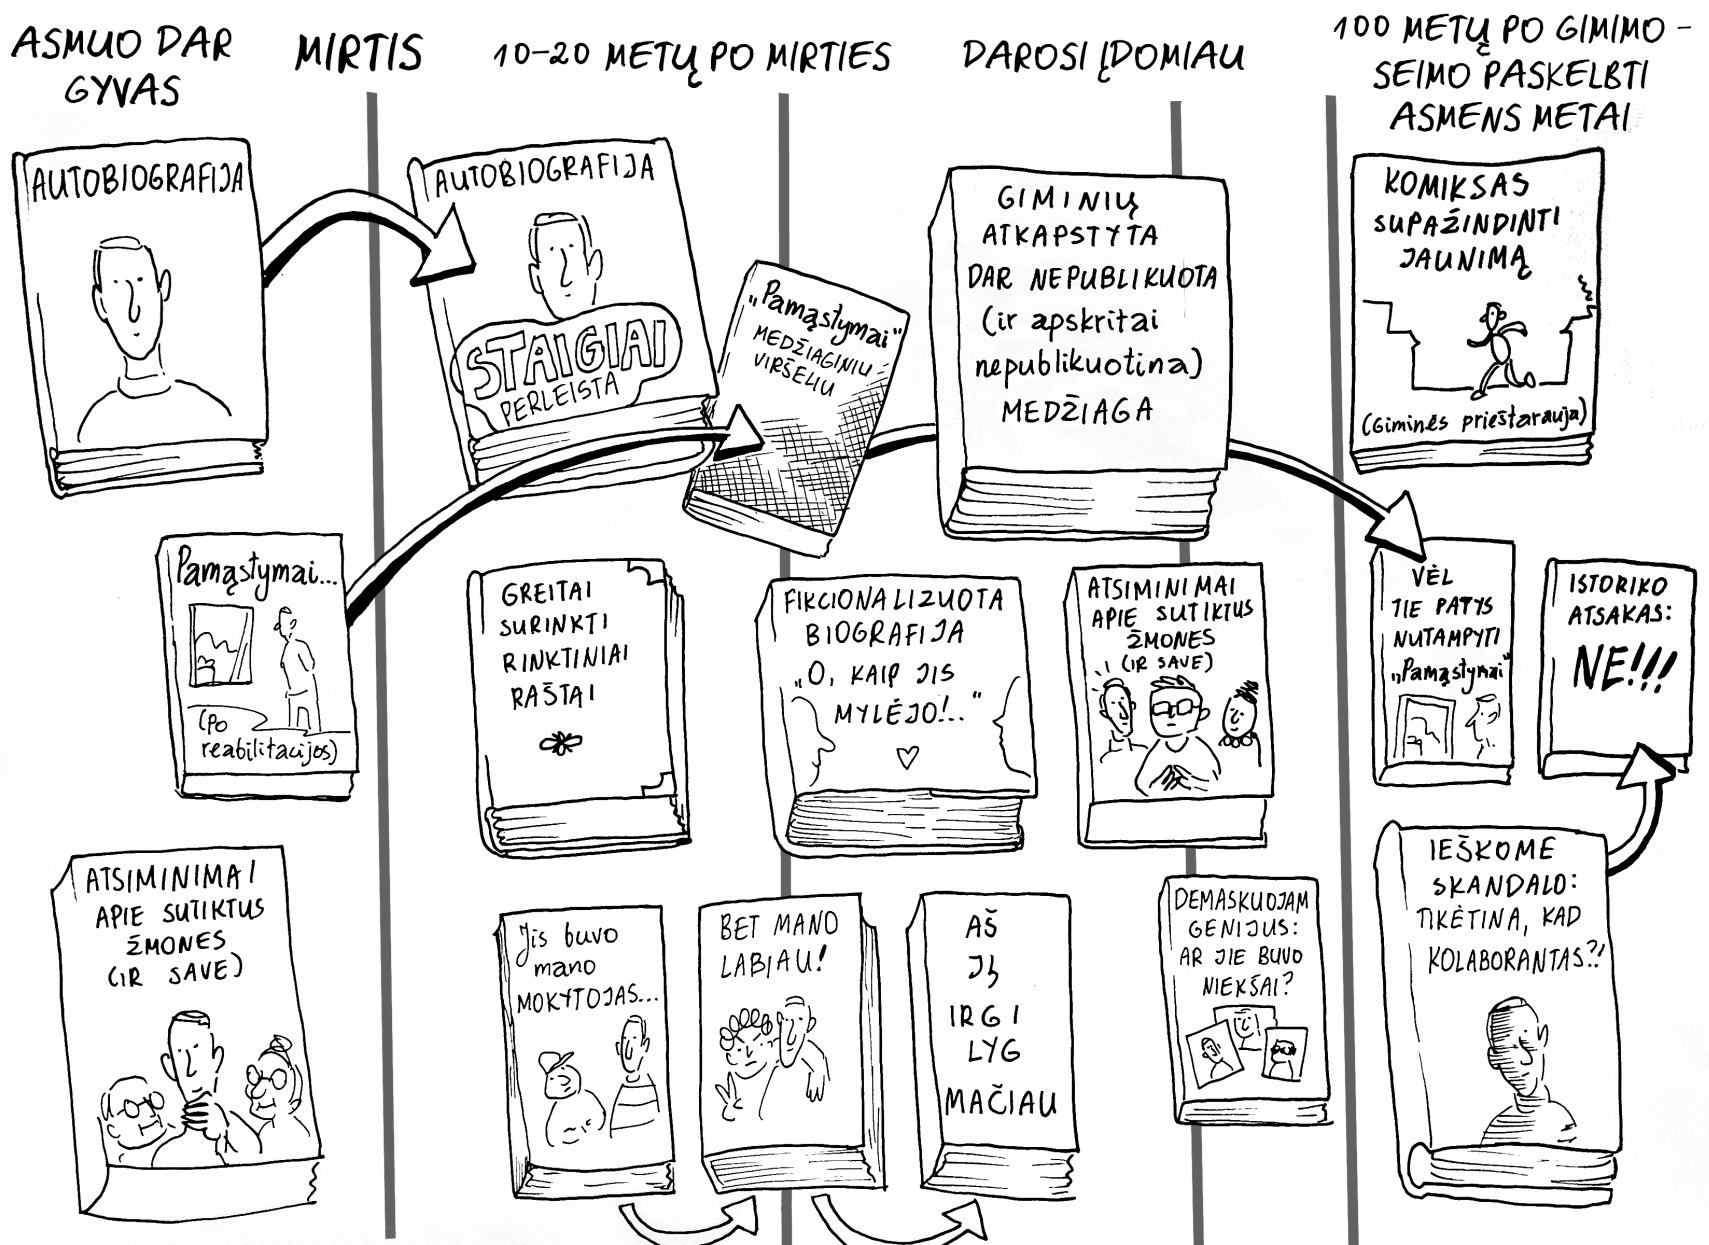 ASMUO DAR
GYVAS
MIRTIS
10-20 METŲ PO MIRTIES
DAROSI ĮDOMIAU
100 METŲ PO GIMIMO -
SEIMO PASKELBTI
ASMENS METAI
AUTOBIOGRAFIJA
AUTOBIOGRAFIJA
STAIGIAI
PERLEISTA
„Pamąstymai“
MEDŽIAGINIU
VIRŠELIU
GIMINIŲ
ATKAPSTYTA
DAR NEPUBLIKUOTA
(ir apskritai
nepublikuotina)
MEDŽIAGA
KOMIKSAS
SUPAŽINDINTI
JAUNIMĄ
(Giminės prieštarauja)
Pamąstymai...
(po
reabilitacijos)
GREITAI
SURINKTI
RINKTINIAI
RAŠTAI
FIKCIONALIZUOTA
BIOGRAFIJA
„O, KAIP JIS
MYLĖJO!..“
ATSIMINIMAI
APIE SUTIKTUS
ŽMONES
(IR SAVE)
VĖL
TIE PATYS
NUTAMPYTI
„Pamąstymai“
ISTORIKO
ATSAKAS:
NE!!!
ATSIMINIMAI
APIE SUTIKTUS
ŽMONES
(IR SAVE)
Jis buvo
mano
MOKYTOJAS...
BET MANO
LABIAU!
AŠ
JĮ
IRGI
LYG
MAČIAU
DEMASKUOJAM
GENIJUS:
AR JIE BUVO
NIEKŠAI?
IEŠKOME
SKANDALO:
TIKĖTINA, KAD
KOLABORANTAS?!